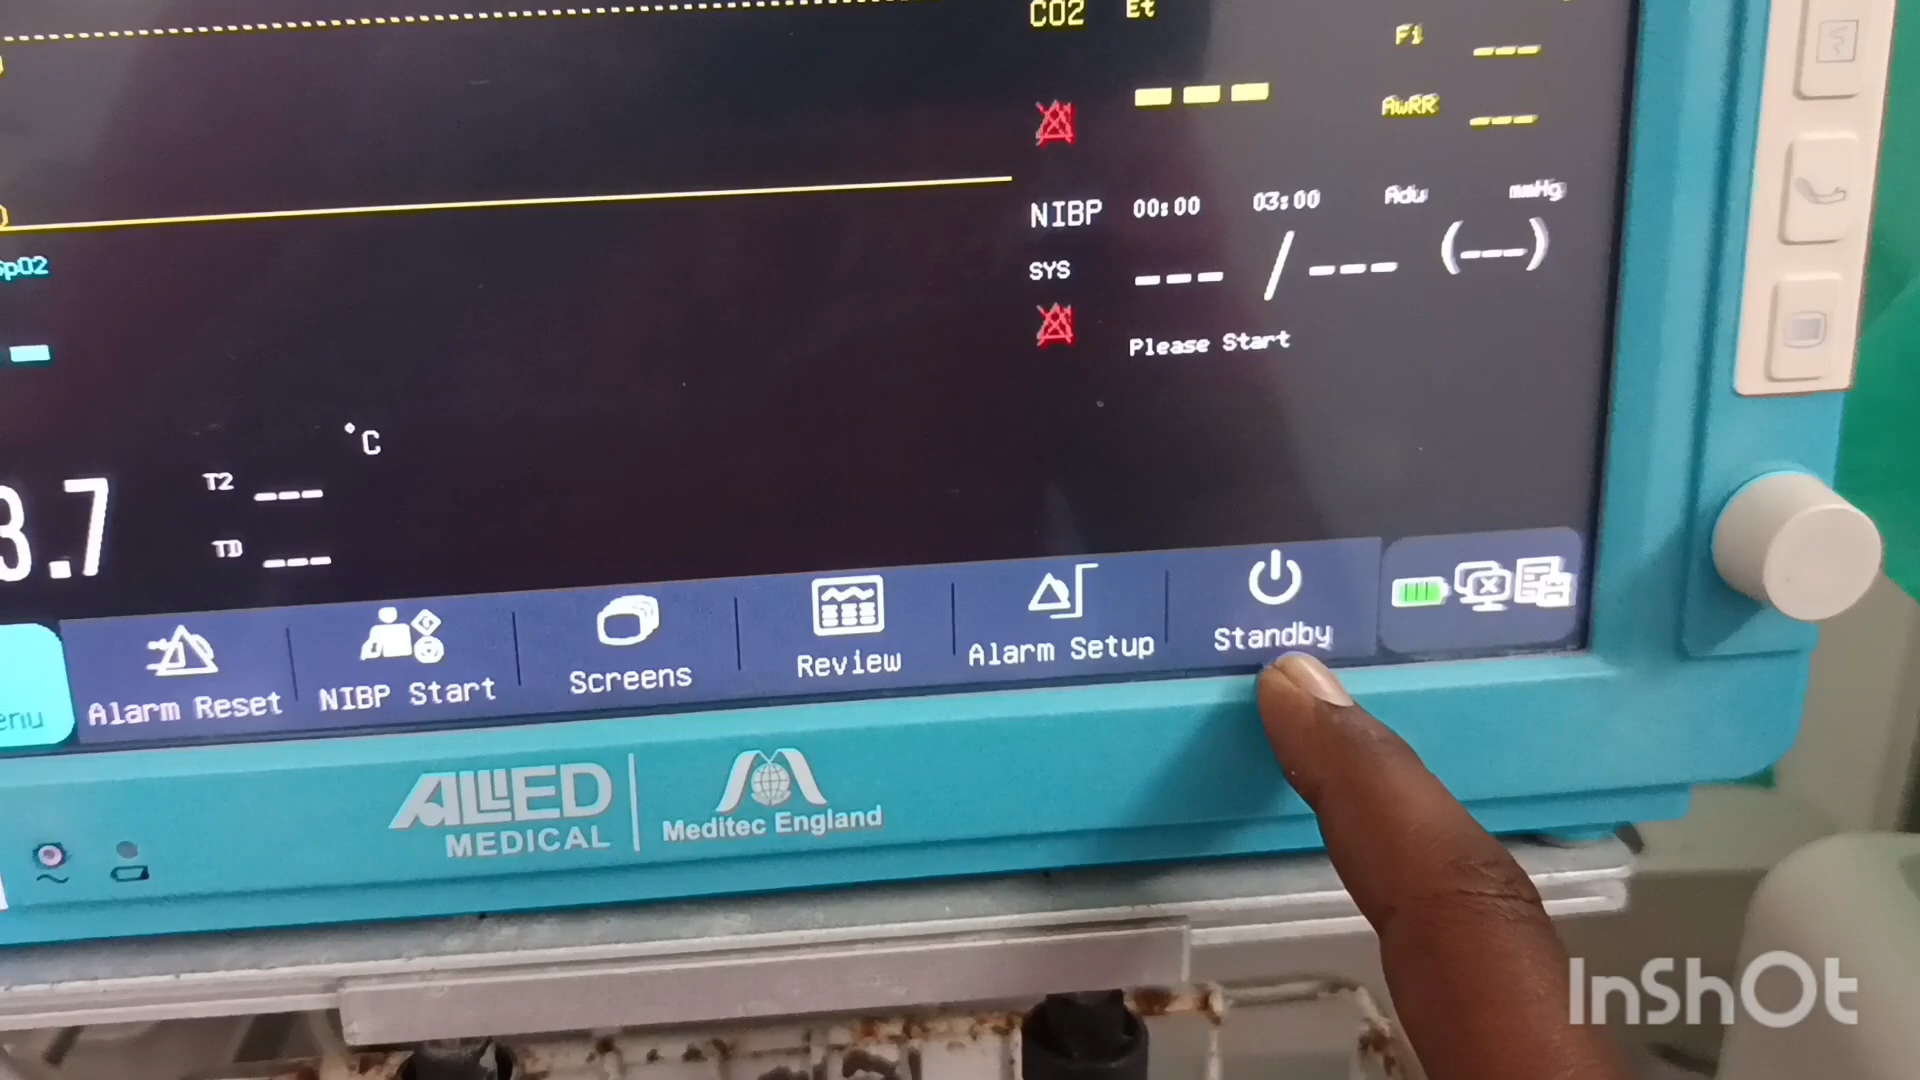 CO2 Et
Fi ---
---
AwRR ---
NIBP 00:00 03:00 Adu mmHg
SYS --- / --- (---)
Please Start
SpO2
°C
3.7
T2 ---
TD ---
enu
Alarm Reset
NIBP Start
Screens
Review
Alarm Setup
Standby
ALLIED MEDICAL
Meditec England
InShOt